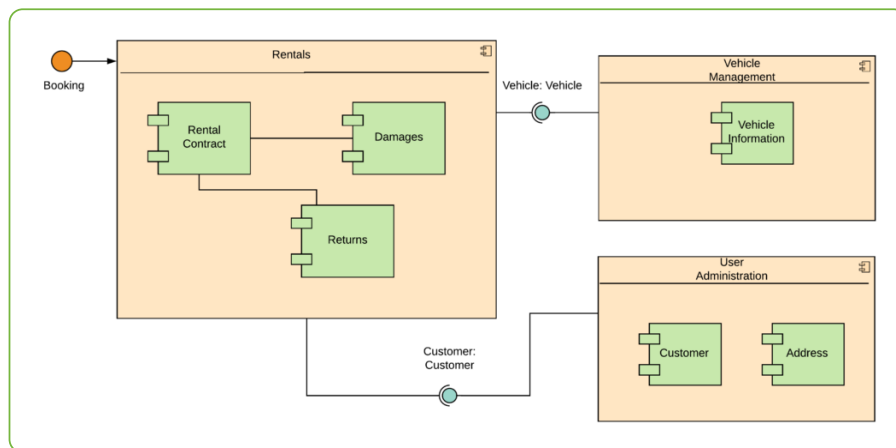 Rentals
Booking
Rental
Contract
Damages
Returns
Vehicle: Vehicle
Vehicle
Management
Vehicle
Information
Customer:
Customer
User
Administration
Customer
Address